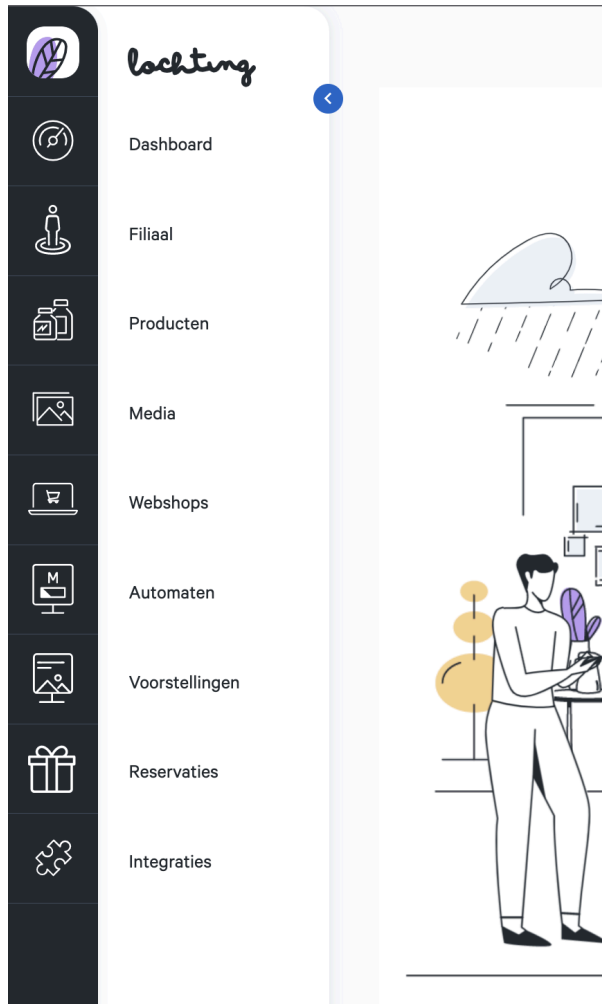 lochting
Dashboard
Filiaal
Producten
Media
Webshops
M
Automaten
Voorstellingen
Reservaties
Integraties